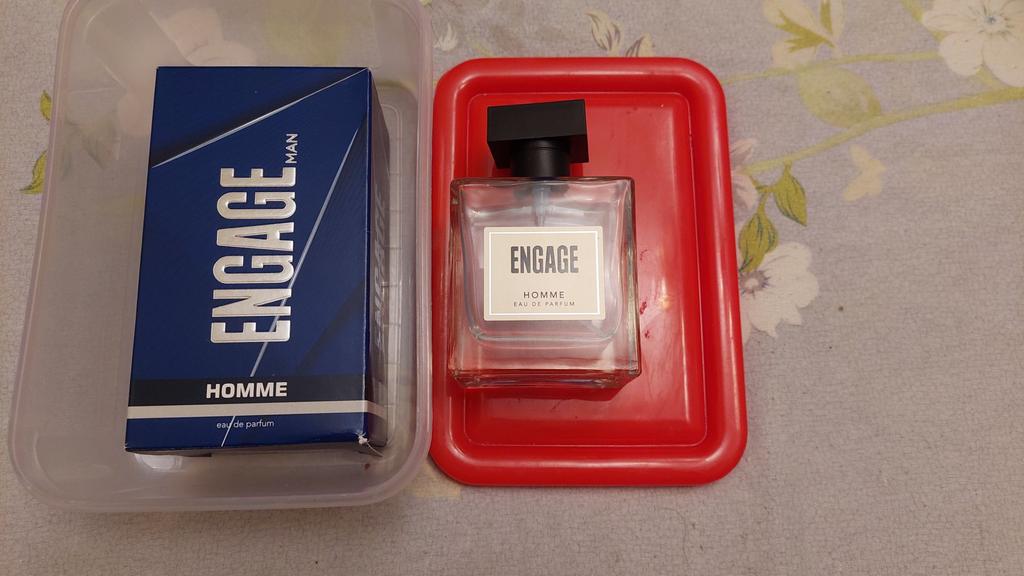 ENGAGE
MAN
HOMME
eau de parfum
ENGAGE
HOMME
EAU DE PARFUM